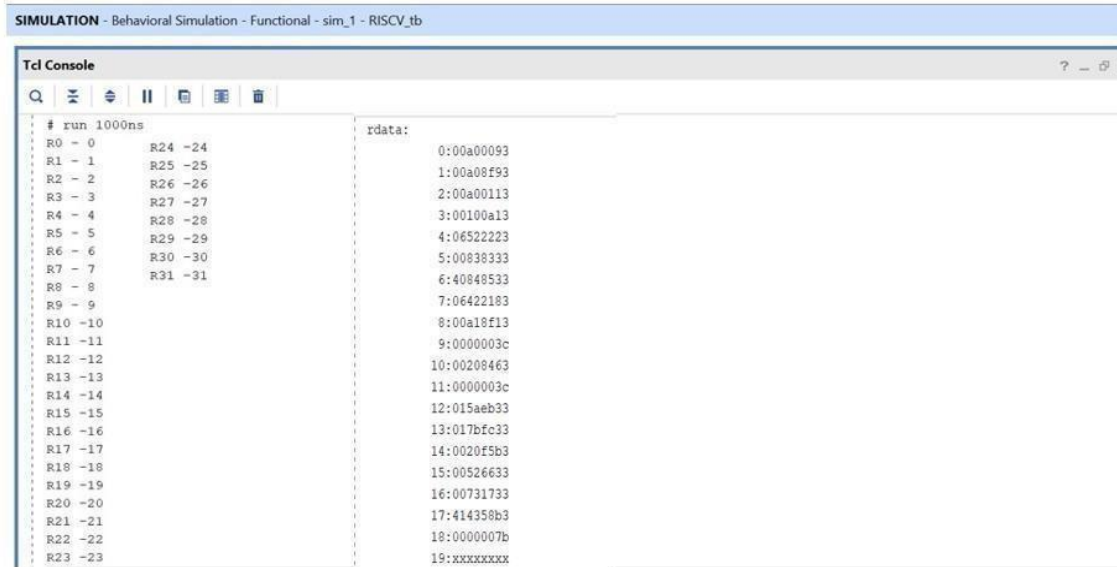 SIMULATION - Behavioral Simulation - Functional - sim_1 - RISCV_tb
Tcl Console
? _
# run 1000ns
R0 - 0
R1 - 1
R2 - 2
R3 - 3
R4 - 4
R5 - 5
R6 - 6
R7 - 7
R8 - 8
R9 - 9
R10 -10
R11 -11
R12 -12
R13 -13
R14 -14
R15 -15
R16 -16
R17 -17
R18 -18
R19 -19
R20 -20
R21 -21
R22 -22
R23 -23
R24 -24
R25 -25
R26 -26
R27 -27
R28 -28
R29 -29
R30 -30
R31 -31
rdata:
0:00a00093
1:00a08f93
2:00a00113
3:00100a13
4:06522223
5:00838333
6:40848533
7:06422183
8:00a18f13
9:0000003c
10:00208463
11:0000003c
12:015aeb33
13:017bfc33
14:0020f5b3
15:00526633
16:00731733
17:414358b3
18:0000007b
19:xxxxxxxx